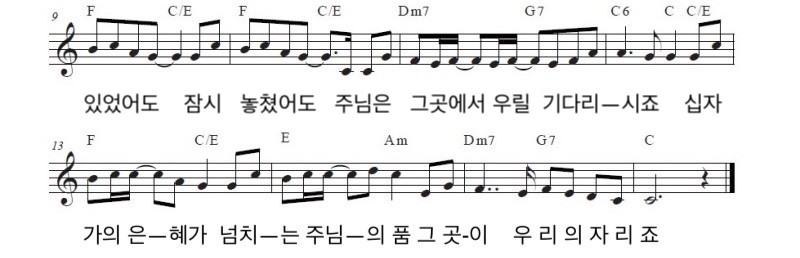 9 F C/E F C/E Dm7 G7 C6 C C/E
있었어도 잠시 놓쳤어도 주님은 그곳에서 우릴 기다리—시죠 십자
13 F C/E E Am Dm7 G7 C
가의 은—혜가 넘치—는 주님—의 품 그 곳-이 우 리 의 자 리 죠